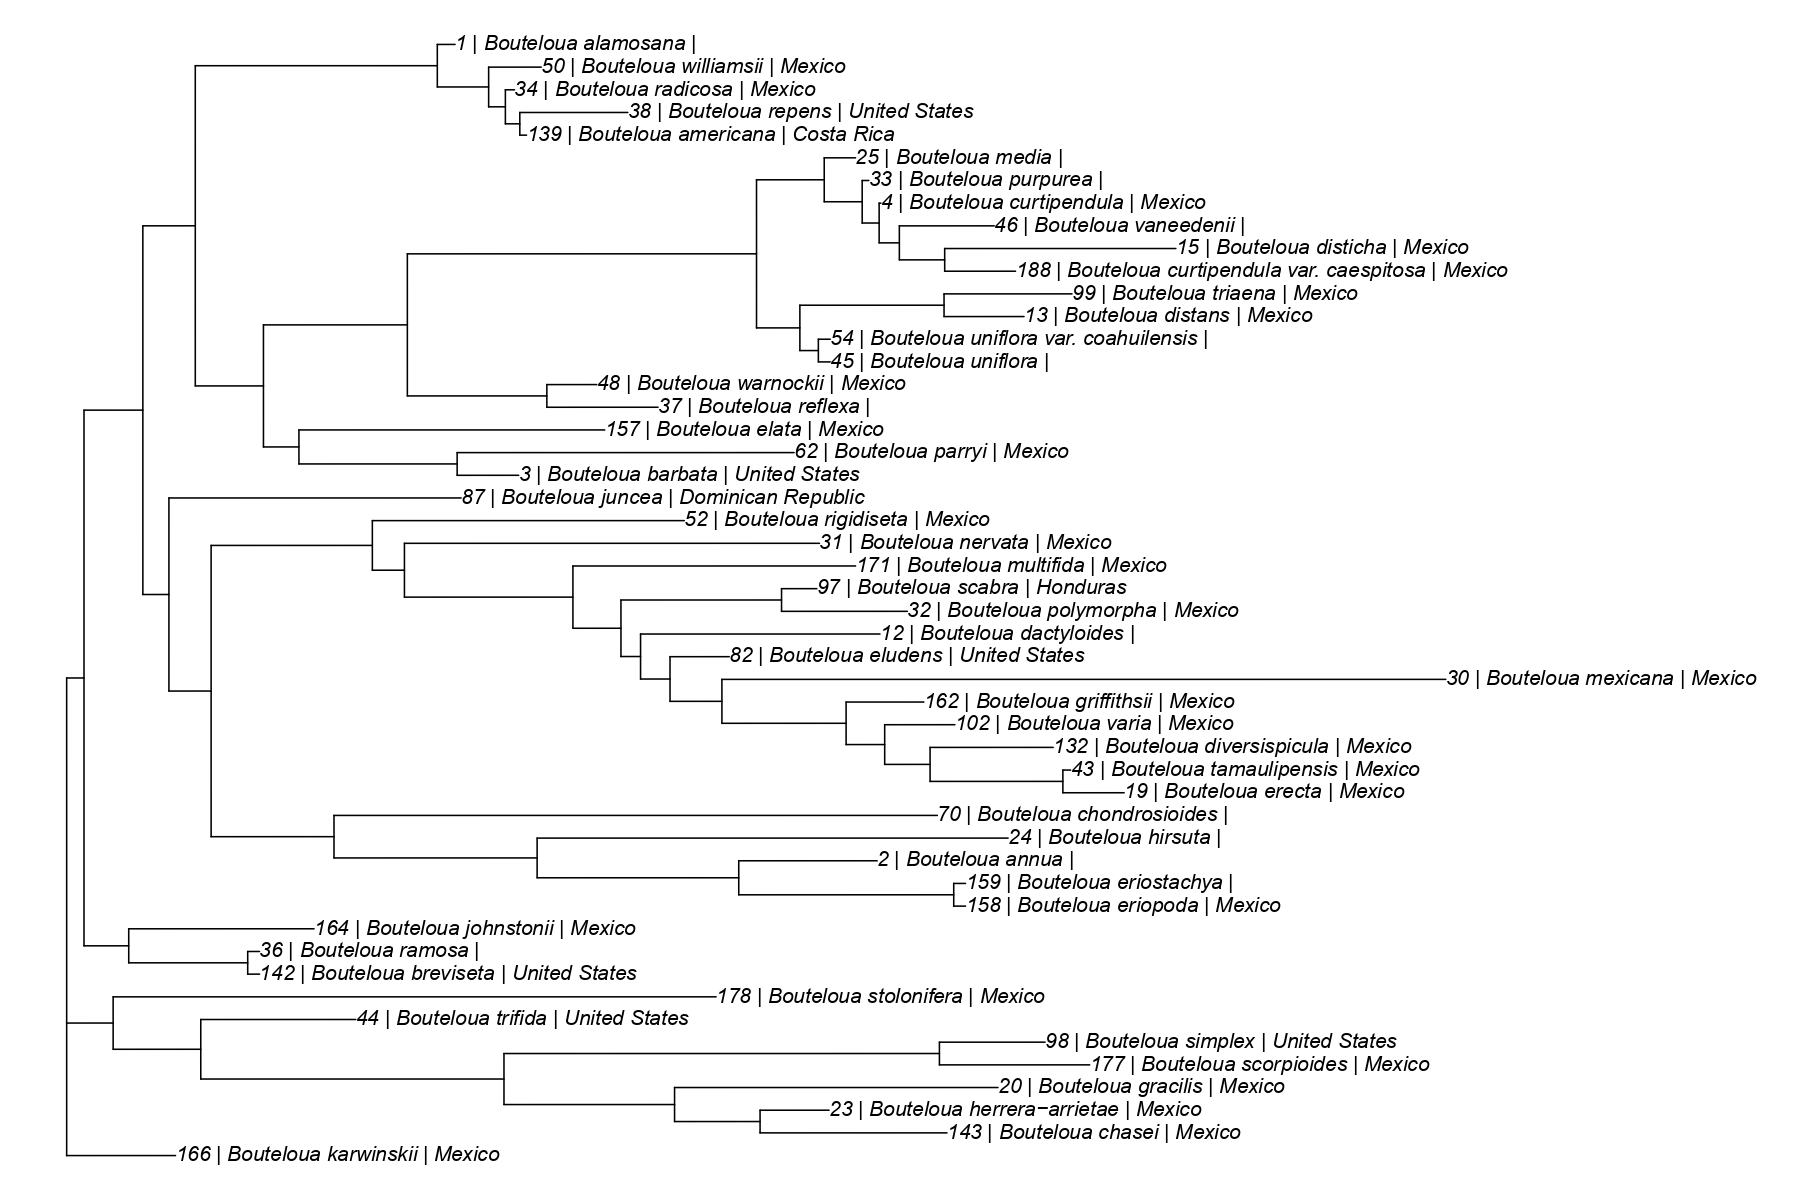 1 | Bouteloua alamosana |
50 | Bouteloua williamsii | Mexico
34 | Bouteloua radicosa | Mexico
38 | Bouteloua repens | United States
139 | Bouteloua americana | Costa Rica
25 | Bouteloua media |
33 | Bouteloua purpurea |
4 | Bouteloua curtipendula | Mexico
46 | Bouteloua vaneedenii |
15 | Bouteloua disticha | Mexico
188 | Bouteloua curtipendula var. caespitosa | Mexico
99 | Bouteloua triaena | Mexico
13 | Bouteloua distans | Mexico
54 | Bouteloua uniflora var. coahuilensis |
45 | Bouteloua uniflora |
48 | Bouteloua warnockii | Mexico
37 | Bouteloua reflexa |
157 | Bouteloua elata | Mexico
62 | Bouteloua parryi | Mexico
3 | Bouteloua barbata | United States
87 | Bouteloua juncea | Dominican Republic
52 | Bouteloua rigidiseta | Mexico
31 | Bouteloua nervata | Mexico
171 | Bouteloua multifida | Mexico
97 | Bouteloua scabra | Honduras
32 | Bouteloua polymorpha | Mexico
12 | Bouteloua dactyloides |
82 | Bouteloua eludens | United States
30 | Bouteloua mexicana | Mexico
162 | Bouteloua griffithsii | Mexico
102 | Bouteloua varia | Mexico
132 | Bouteloua diversispicula | Mexico
43 | Bouteloua tamaulipensis | Mexico
19 | Bouteloua erecta | Mexico
70 | Bouteloua chondrosioides |
24 | Bouteloua hirsuta |
2 | Bouteloua annua |
159 | Bouteloua eriostachya |
158 | Bouteloua eriopoda | Mexico
164 | Bouteloua johnstonii | Mexico
36 | Bouteloua ramosa |
142 | Bouteloua breviseta | United States
178 | Bouteloua stolonifera | Mexico
44 | Bouteloua trifida | United States
98 | Bouteloua simplex | United States
177 | Bouteloua scorpioides | Mexico
20 | Bouteloua gracilis | Mexico
23 | Bouteloua herrera−arrietae | Mexico
143 | Bouteloua chasei | Mexico
166 | Bouteloua karwinskii | Mexico